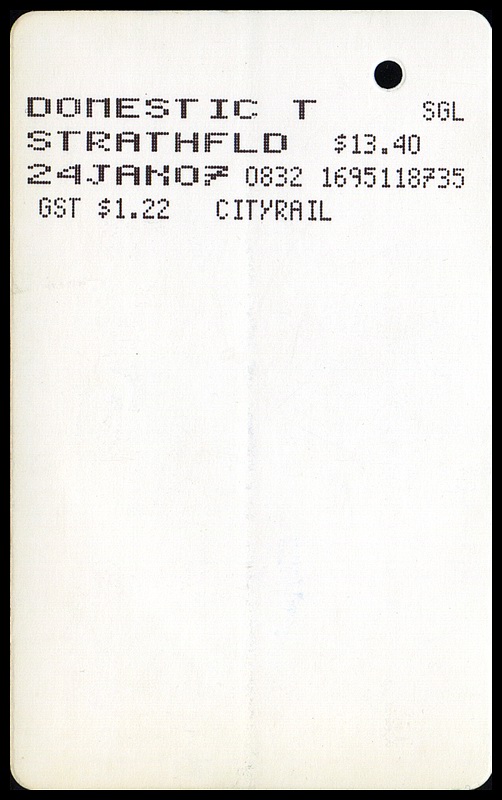 DOMESTIC T SGL
STRATHFLD $13.40
24JAN07 0832 1695118735
GST $1.22 CITYRAIL